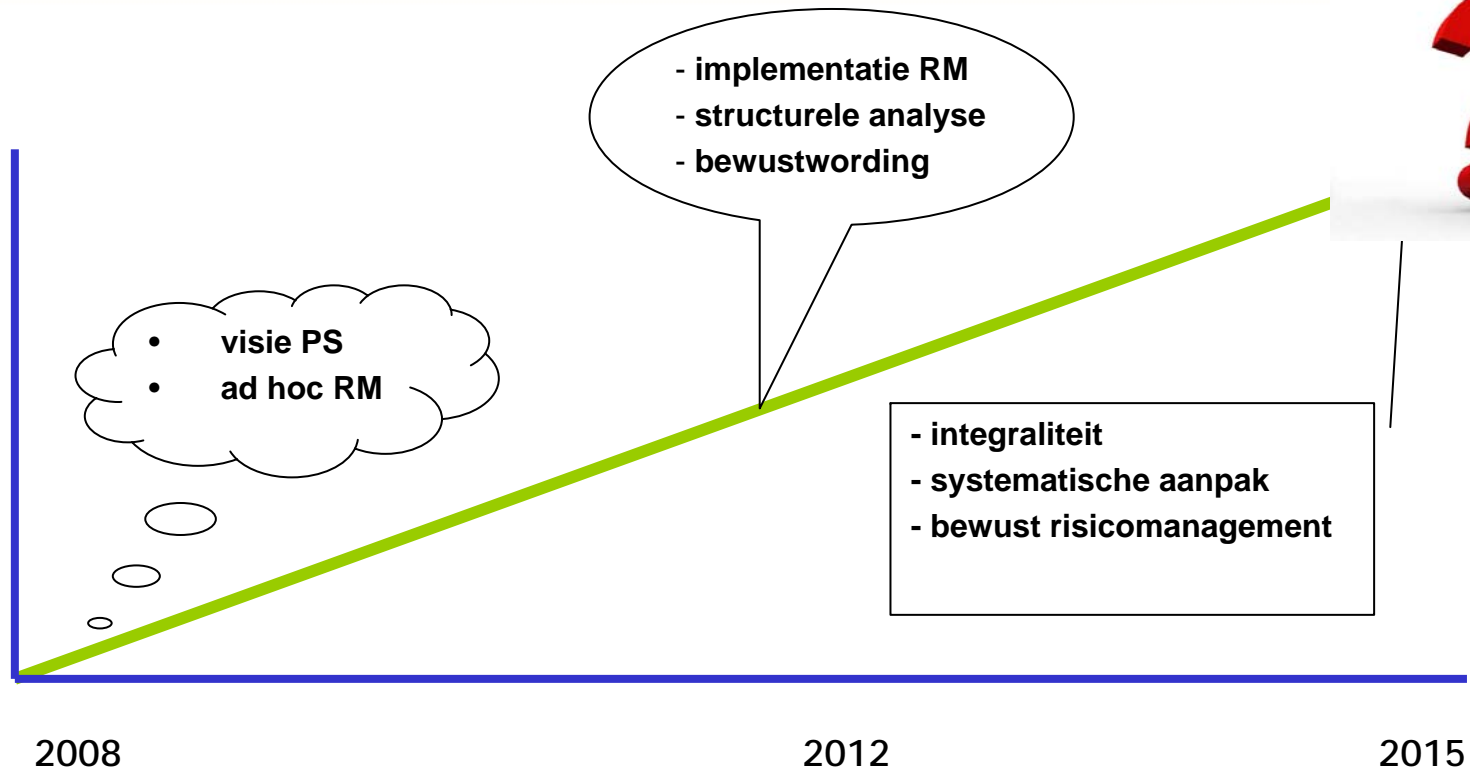 - implementatie RM
- structurele analyse
- bewustwording
• visie PS
• ad hoc RM
- integraliteit
- systematische aanpak
- bewust risicomanagement
2008 2012 2015